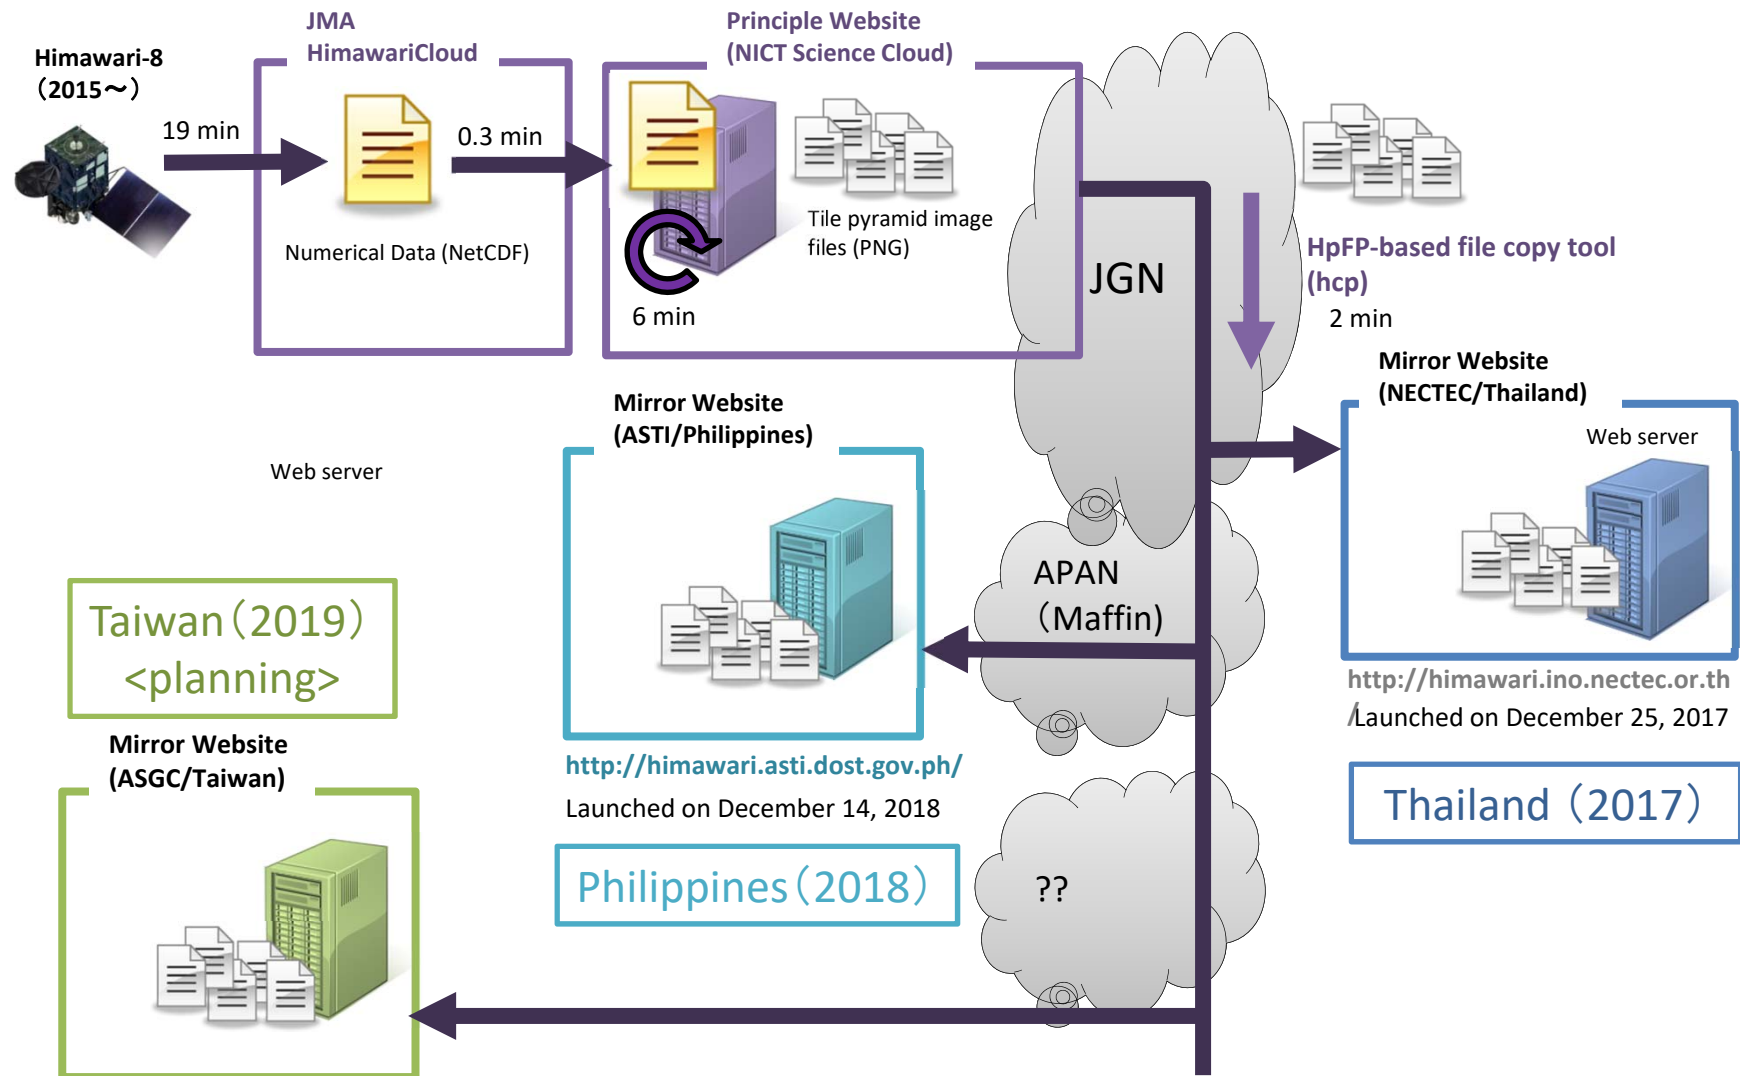 JMA
HimawariCloud
Principle Website
(NICT Science Cloud)
Himawari-8
（2015～）
19 min
0.3 min
Numerical Data (NetCDF)
Tile pyramid image
files (PNG)
6 min
JGN
HpFP-based file copy tool
(hcp)
2 min
Mirror Website
(NECTEC/Thailand)
Web server
http://himawari.ino.nectec.or.th
/Launched on December 25, 2017
Thailand（2017）
Mirror Website
(ASTI/Philippines)
Web server
APAN
（Maffin)
http://himawari.asti.dost.gov.ph/
Launched on December 14, 2018
Philippines（2018）
Taiwan（2019）
<planning>
Mirror Website
(ASGC/Taiwan)
??